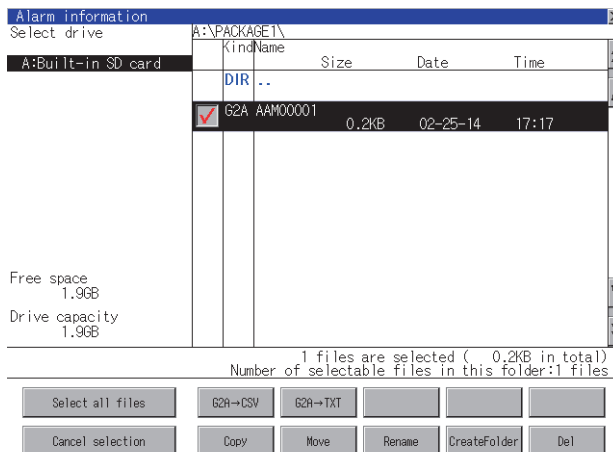 Alarm information
Select drive
A:\PACKAGE1\
Kind Name
Size Date Time
A:Built-in SD card
DIR ..
G2A AAM00001
0.2KB 02-25-14 17:17
Free space
1.9GB
Drive capacity
1.9GB
1 files are selected ( 0.2KB in total)
Number of selectable files in this folder:1 files
Select all files G2A→CSV G2A→TXT
Cancel selection Copy Move Rename CreateFolder Del